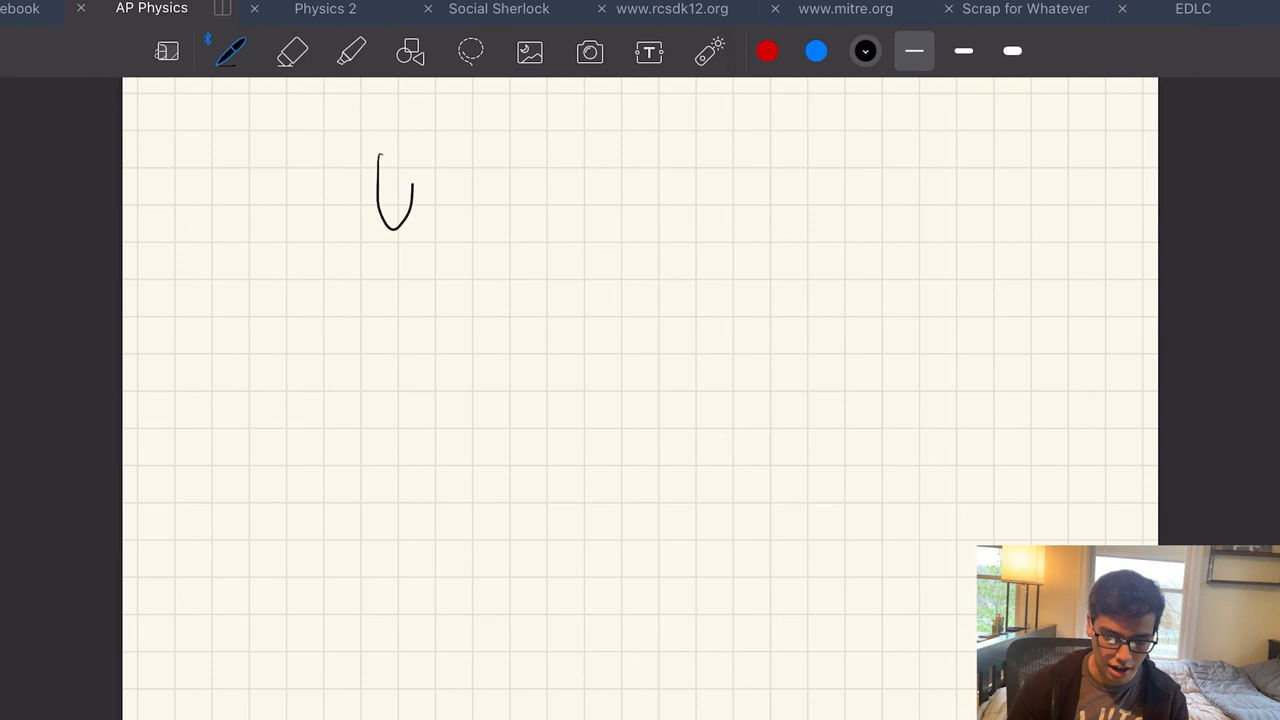 ebook AP Physics Physics 2 Social Sherlock www.rcsdk12.org www.mitre.org Scrap for Whatever EDLC
T
U